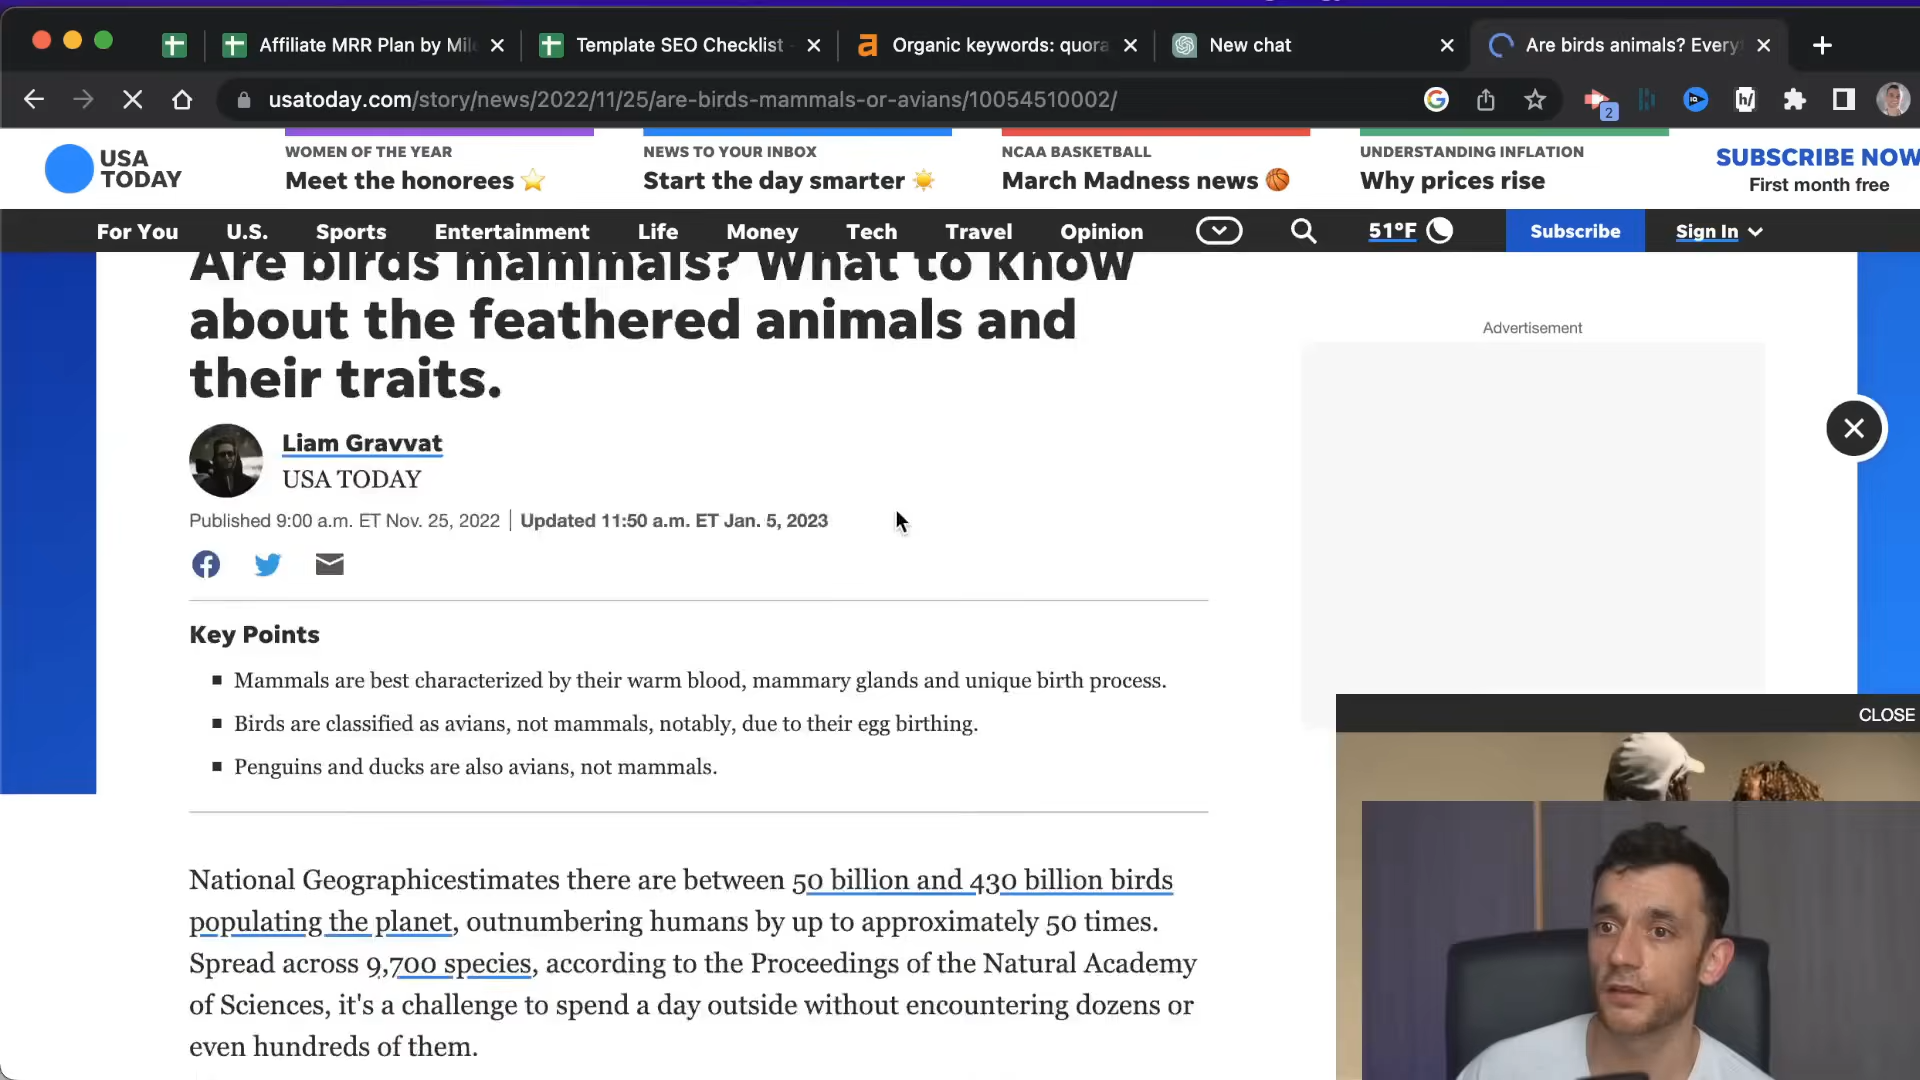 Affiliate MRR Plan by Mile
Template SEO Checklist -
Organic keywords: quora
New chat
Are birds animals? Every
usatoday.com/story/news/2022/11/25/are-birds-mammals-or-avians/10054510002/
2
USA
TODAY
WOMEN OF THE YEAR
Meet the honorees
NEWS TO YOUR INBOX
Start the day smarter
NCAA BASKETBALL
March Madness news
UNDERSTANDING INFLATION
Why prices rise
SUBSCRIBE NOW
First month free
For You U.S. Sports Entertainment Life Money Tech Travel Opinion 51°F Subscribe Sign In
Are birds mammals? What to know
about the feathered animals and
their traits.
Liam Gravvat
USA TODAY
Published 9:00 a.m. ET Nov. 25, 2022 | Updated 11:50 a.m. ET Jan. 5, 2023
Key Points
Mammals are best characterized by their warm blood, mammary glands and unique birth process.
Birds are classified as avians, not mammals, notably, due to their egg birthing.
Penguins and ducks are also avians, not mammals.
National Geographicestimates there are between 50 billion and 430 billion birds
populating the planet, outnumbering humans by up to approximately 50 times.
Spread across 9,700 species, according to the Proceedings of the Natural Academy
of Sciences, it's a challenge to spend a day outside without encountering dozens or
even hundreds of them.
Advertisement
CLOSE